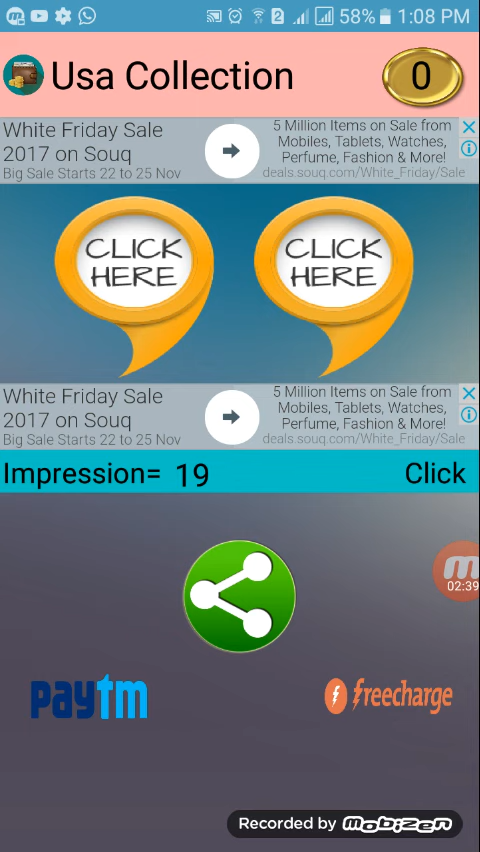 2 58% 1:08 PM
Usa Collection
0
White Friday Sale
2017 on Souq
Big Sale Starts 22 to 25 Nov
5 Million Items on Sale from
Mobiles, Tablets, Watches,
Perfume, Fashion & More!
deals.souq.com/White_Friday/Sale
CLICK
HERE
CLICK
HERE
White Friday Sale
2017 on Souq
Big Sale Starts 22 to 25 Nov
5 Million Items on Sale from
Mobiles, Tablets, Watches,
Perfume, Fashion & More!
deals.souq.com/White_Friday/Sale
Impression= 19
Click
02:39
paytm
freecharge
Recorded by MOBIZEN